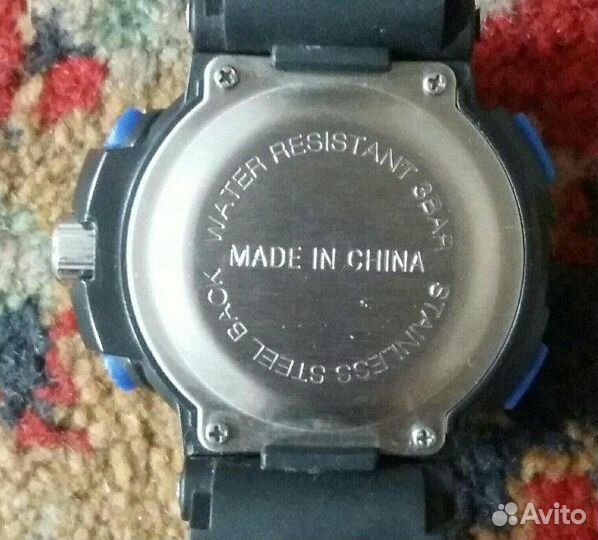 WATER RESISTANT 3BAR
MADE IN CHINA
STAINLESS STEEL BACK
Avito